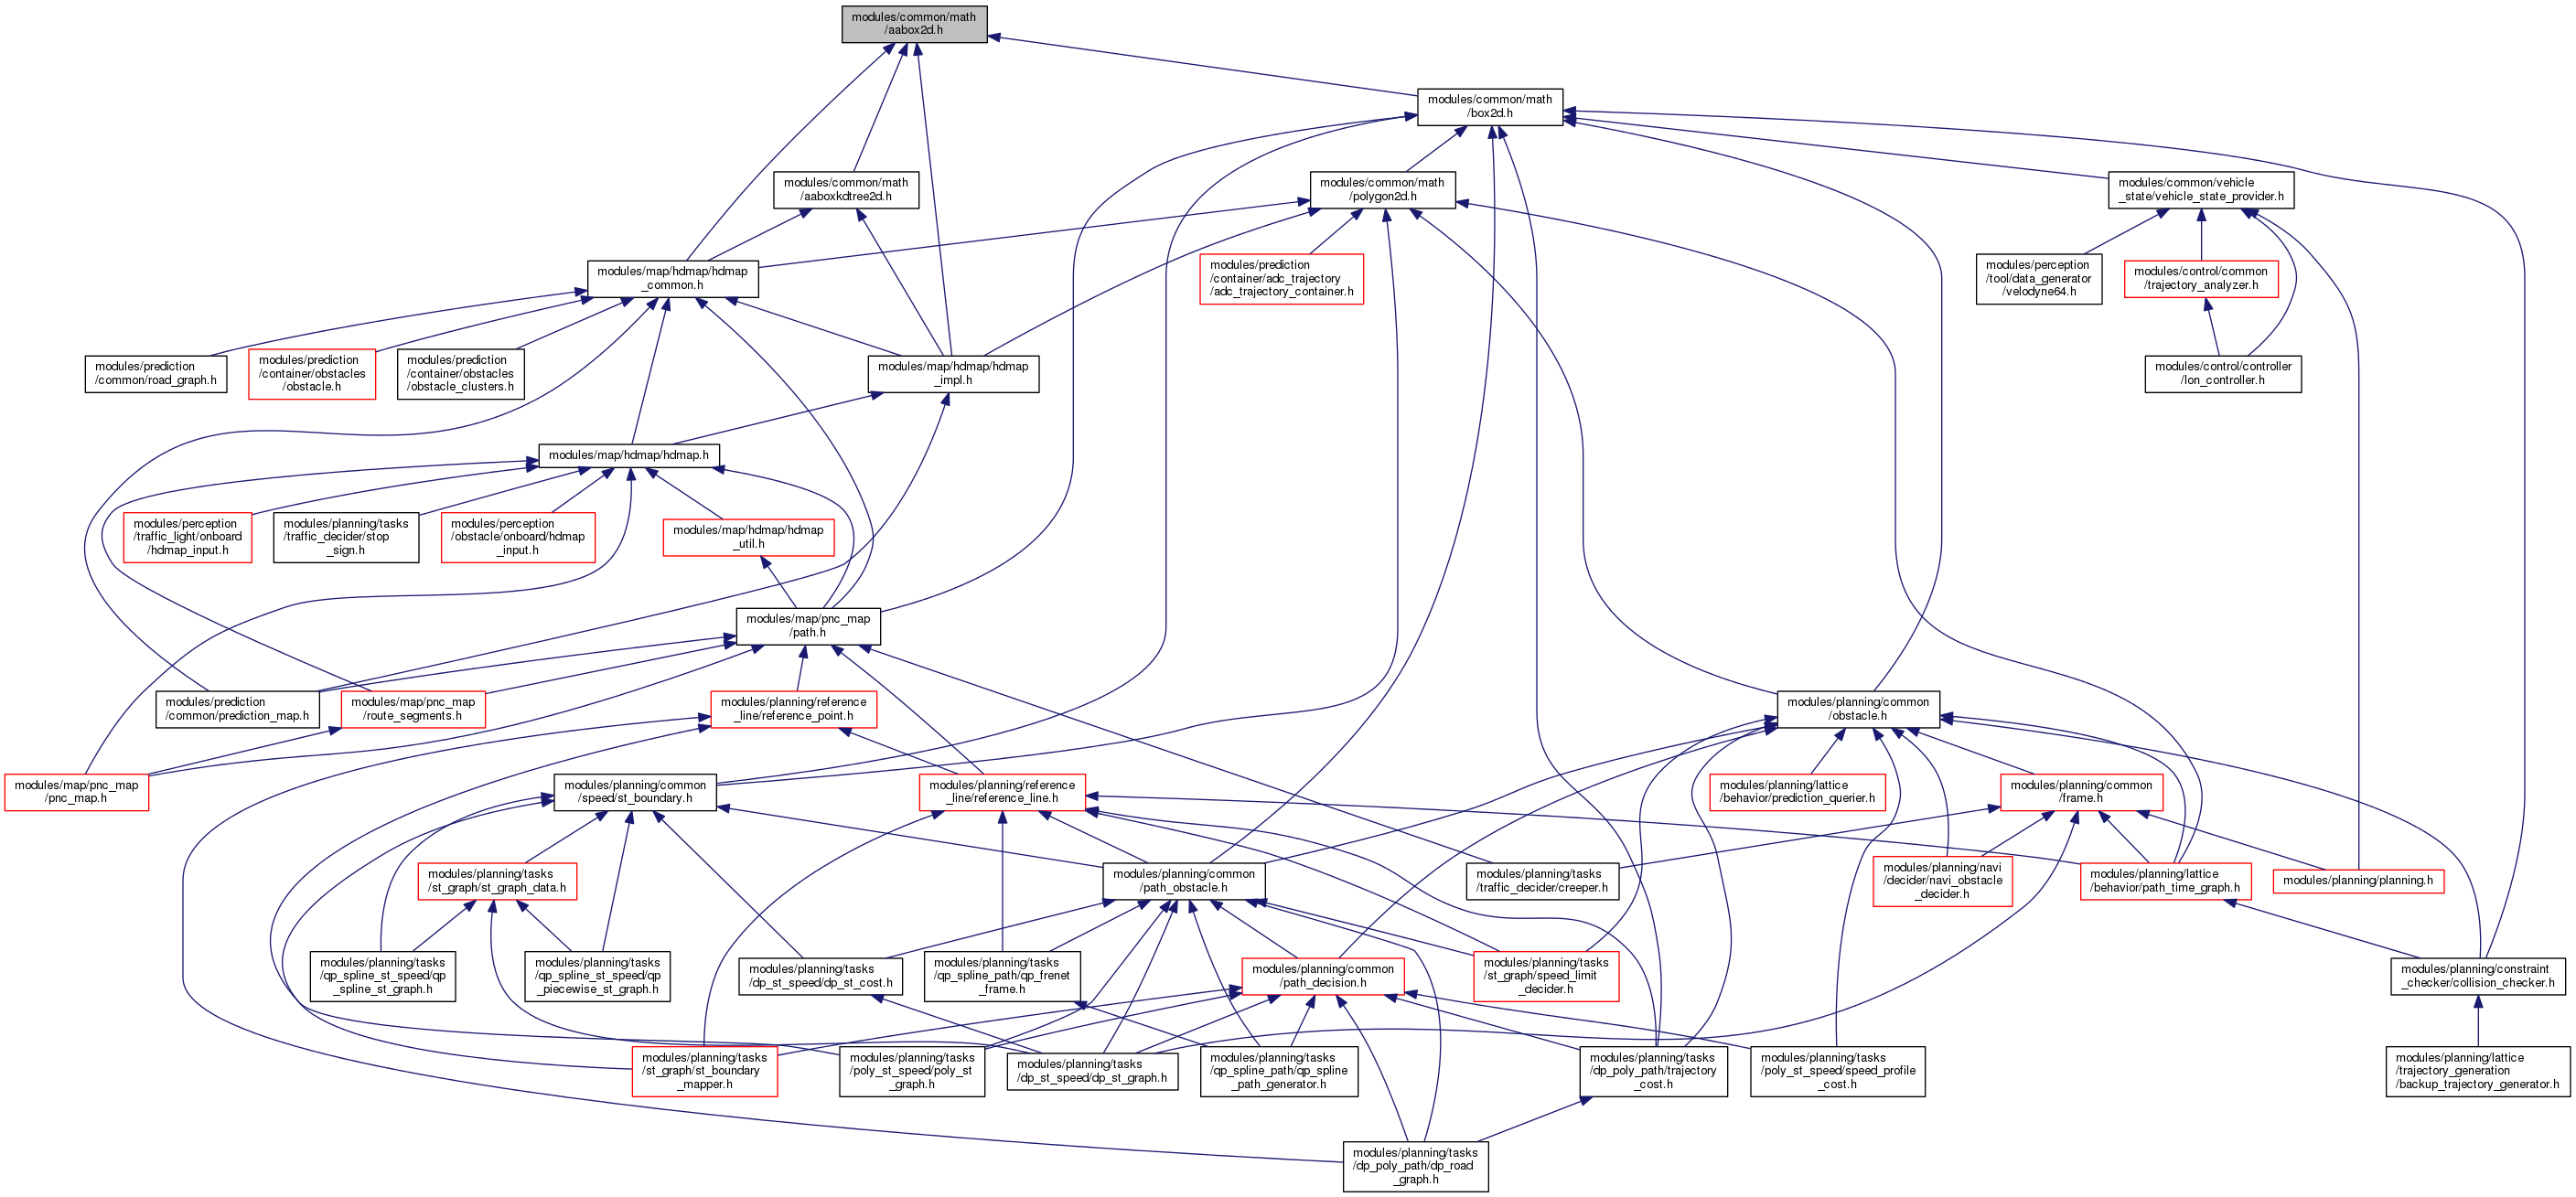 modules/common/math
/aabox2d.h
modules/common/math
/box2d.h
modules/common/math
/aaboxkdtree2d.h
modules/common/math
/polygon2d.h
modules/common/vehicle
_state/vehicle_state_provider.h
modules/map/hdmap/hdmap
_common.h
modules/prediction
/container/adc_trajectory
/adc_trajectory_container.h
modules/perception
/tool/data_generator
/velodyne64.h
modules/control/common
/trajectory_analyzer.h
modules/prediction
/common/road_graph.h
modules/prediction
/container/obstacles
/obstacle.h
modules/prediction
/container/obstacles
/obstacle_clusters.h
modules/map/hdmap/hdmap
_impl.h
modules/control/controller
/lon_controller.h
modules/map/hdmap/hdmap.h
modules/perception
/traffic_light/onboard
/hdmap_input.h
modules/planning/tasks
/traffic_decider/stop
_sign.h
modules/perception
/obstacle/onboard/hdmap
_input.h
modules/map/hdmap/hdmap
_util.h
modules/map/pnc_map
/path.h
modules/prediction
/common/prediction_map.h
modules/map/pnc_map
/route_segments.h
modules/planning/reference
_line/reference_point.h
modules/planning/common
/obstacle.h
modules/map/pnc_map
/pnc_map.h
modules/planning/common
/speed/st_boundary.h
modules/planning/reference
_line/reference_line.h
modules/planning/lattice
/behavior/prediction_querier.h
modules/planning/common
/frame.h
modules/planning/tasks
/st_graph/st_graph_data.h
modules/planning/common
/path_obstacle.h
modules/planning/tasks
/traffic_decider/creeper.h
modules/planning/navi
/decider/navi_obstacle
_decider.h
modules/planning/lattice
/behavior/path_time_graph.h
modules/planning/planning.h
modules/planning/tasks
/qp_spline_st_speed/qp
_spline_st_graph.h
modules/planning/tasks
/qp_spline_st_speed/qp
_piecewise_st_graph.h
modules/planning/tasks
/dp_st_speed/dp_st_cost.h
modules/planning/tasks
/qp_spline_path/qp_frenet
_frame.h
modules/planning/common
/path_decision.h
modules/planning/tasks
/st_graph/speed_limit
_decider.h
modules/planning/constraint
_checker/collision_checker.h
modules/planning/tasks
/st_graph/st_boundary
_mapper.h
modules/planning/tasks
/poly_st_speed/poly_st
_graph.h
modules/planning/tasks
/dp_st_speed/dp_st_graph.h
modules/planning/tasks
/qp_spline_path/qp_spline
_path_generator.h
modules/planning/tasks
/dp_poly_path/trajectory
_cost.h
modules/planning/tasks
/poly_st_speed/speed_profile
_cost.h
modules/planning/lattice
/trajectory_generation
/backup_trajectory_generator.h
modules/planning/tasks
/dp_poly_path/dp_road
_graph.h